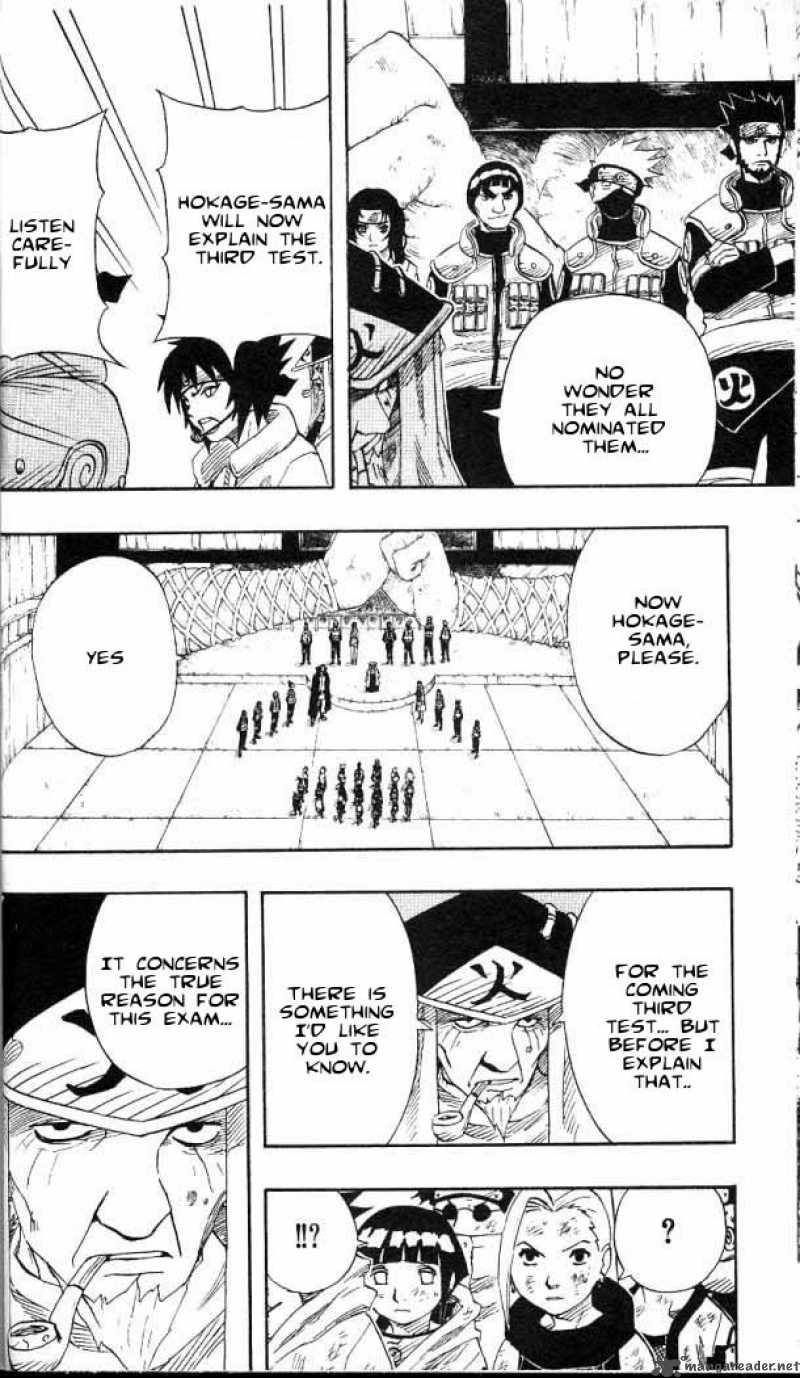 NO
WONDER
THEY ALL
NOMINATED
THEM...
火
火
HOKAGE-SAMA
WILL NOW
EXPLAIN THE
THIRD TEST.
LISTEN
CARE-
FULLY
NOW
HOKAGE-
SAMA,
PLEASE.
YES
FOR THE
COMING
THIRD
TEST... BUT
BEFORE I
EXPLAIN
THAT..
火
THERE IS
SOMETHING
I'D LIKE
YOU TO
KNOW.
IT CONCERNS
THE TRUE
REASON FOR
THIS EXAM...
?
!!?
mangareader.net